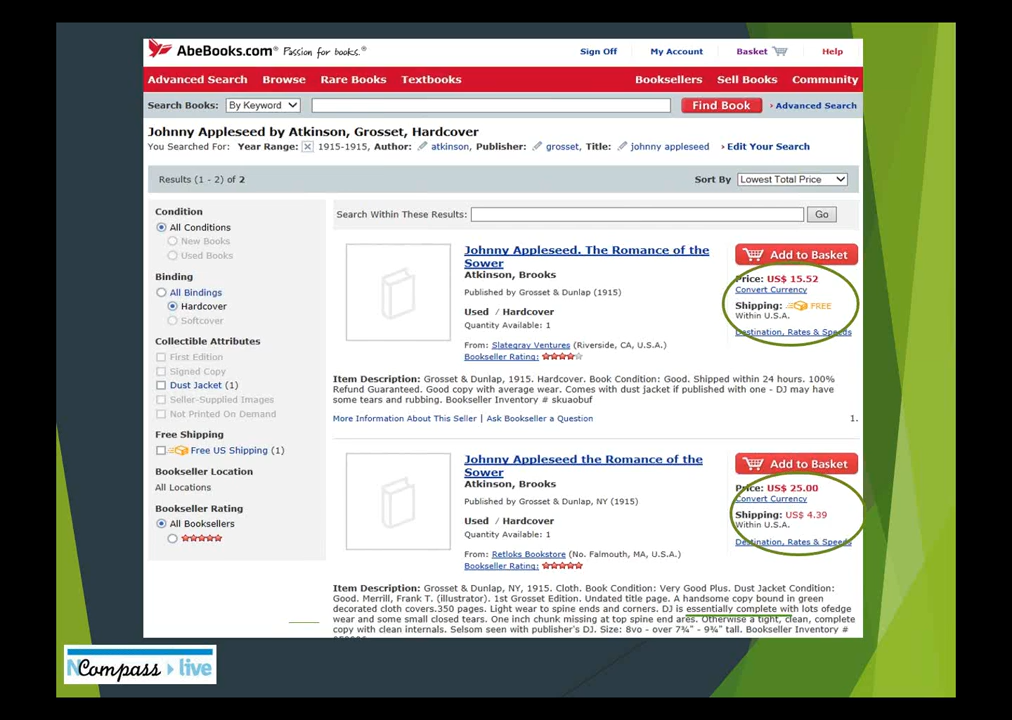 AbeBooks.com® Passion for books.®
Sign Off My Account Basket Help
Advanced Search Browse Rare Books Textbooks Booksellers Sell Books Community
Search Books: By Keyword Find Book › Advanced Search
Johnny Appleseed by Atkinson, Grosset, Hardcover
You Searched For: Year Range: 1915-1915, Author: atkinson, Publisher: grosset, Title: johnny appleseed › Edit Your Search
Results (1 - 2) of 2 Sort By Lowest Total Price
Condition
All Conditions
New Books
Used Books
Binding
All Bindings
Hardcover
Softcover
Collectible Attributes
First Edition
Signed Copy
Dust Jacket (1)
Seller-Supplied Images
Not Printed On Demand
Free Shipping
Free US Shipping (1)
Bookseller Location
All Locations
Bookseller Rating
All Booksellers
Search Within These Results: Go
Johnny Appleseed. The Romance of the
Sower
Atkinson, Brooks
Published by Grosset & Dunlap (1915)
Used / Hardcover
Quantity Available: 1
From: Slategray Ventures (Riverside, CA, U.S.A.)
Bookseller Rating:
Add to Basket
Price: US$ 15.52
Convert Currency
Shipping: FREE
Within U.S.A.
Destination, Rates & Speeds
Item Description: Grosset & Dunlap, 1915. Hardcover. Book Condition: Good. Shipped within 24 hours. 100%
Refund Guaranteed. Good copy with average wear. Comes with dust jacket if published with one - DJ may have
some tears and rubbing. Bookseller Inventory # skuaobuf
More Information About This Seller | Ask Bookseller a Question 1.
Johnny Appleseed the Romance of the
Sower
Atkinson, Brooks
Published by Grosset & Dunlap, NY (1915)
Used / Hardcover
Quantity Available: 1
From: Retloks Bookstore (No. Falmouth, MA, U.S.A.)
Bookseller Rating:
Add to Basket
Price: US$ 25.00
Convert Currency
Shipping: US$ 4.39
Within U.S.A.
Destination, Rates & Speeds
Item Description: Grosset & Dunlap, NY, 1915. Cloth. Book Condition: Very Good Plus. Dust Jacket Condition:
Good. Merrill, Frank T. (illustrator). 1st Grosset Edition. Undated title page. A handsome copy bound in green
decorated cloth covers.350 pages. Light wear to spine ends and corners. DJ is essentially complete with lots ofedge
wear and some small closed tears. One inch chunk missing at top spine end ares. Otherwise a tight, clean, complete
copy with clean internals. Selsom seen with publisher's DJ. Size: 8vo - over 7¾" - 9¾" tall. Bookseller Inventory #
NCompass live